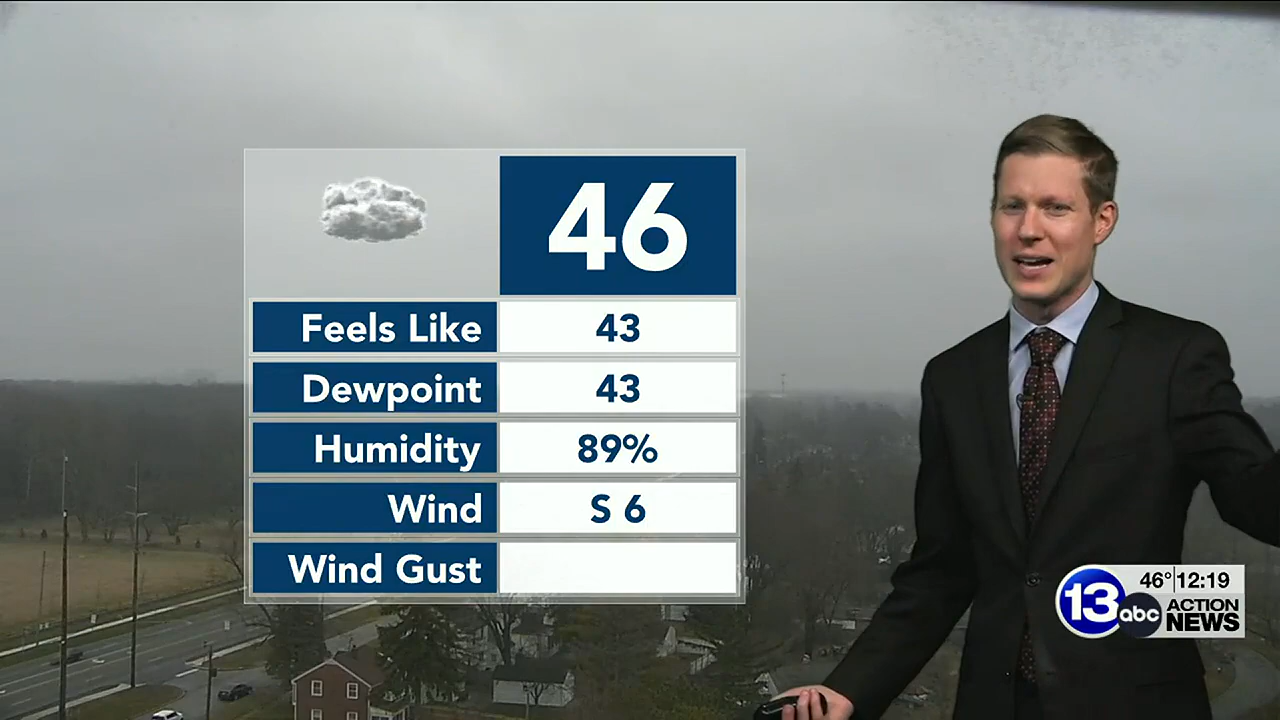 46
Feels Like 43
Dewpoint 43
Humidity 89%
Wind S 6
Wind Gust
46° 12:19
13 abc ACTION
NEWS